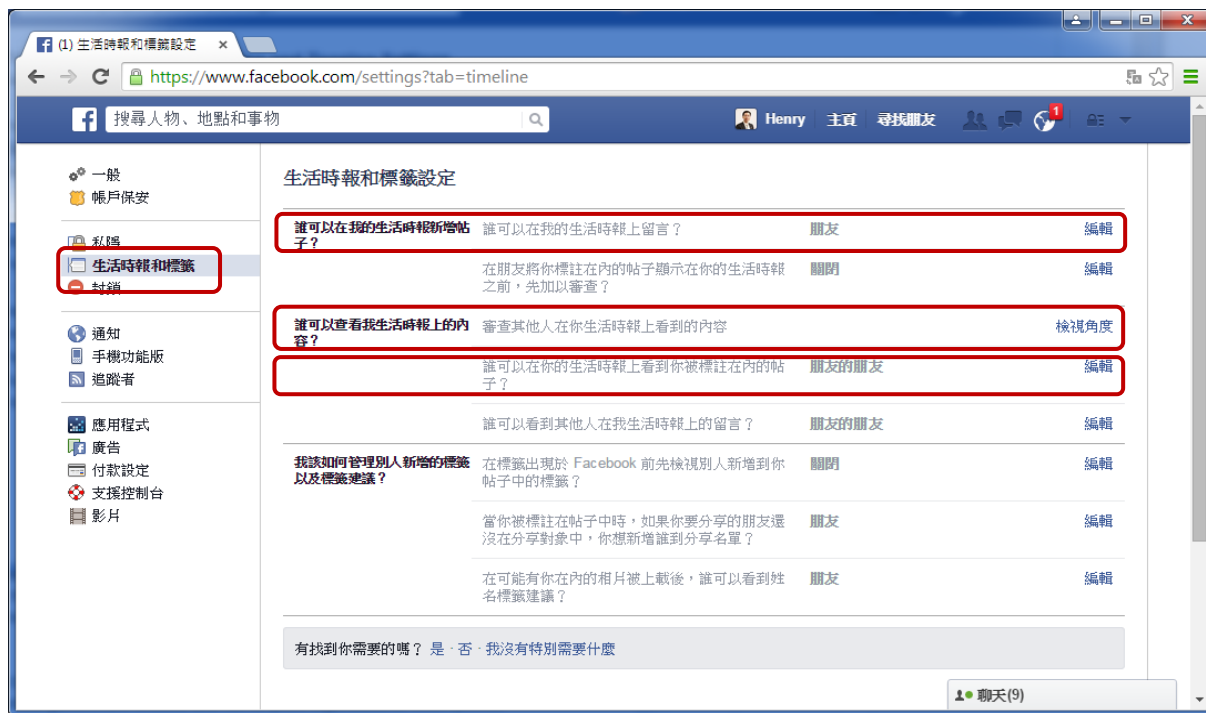 (1) 生活時報和標籤設定
https://www.facebook.com/settings?tab=timeline
搜尋人物、地點和事物
Henry 主頁 尋找朋友
1
一般
帳戶保安
私隱
生活時報和標籤
封鎖
通知
手機功能版
追蹤者
應用程式
廣告
付款設定
支援控制台
影片
生活時報和標籤設定
誰可以在我的生活時報新增帖
子？
誰可以在我的生活時報上留言？ 朋友 編輯
在朋友將你標註在內的帖子顯示在你的生活時報
之前，先加以審查？
關閉 編輯
誰可以查看我生活時報上的內
容？
審查其他人在你生活時報上看到的內容 檢視角度
誰可以在你的生活時報上看到你被標註在內的帖
子？
朋友的朋友 編輯
誰可以看到其他人在我生活時報上的留言？ 朋友的朋友 編輯
我該如何管理別人新增的標籤
以及標籤建議？
在標籤出現於 Facebook 前先檢視別人新增到你
帖子中的標籤？
關閉 編輯
當你被標註在帖子中時，如果你要分享的朋友還
沒在分享對象中，你想新增誰到分享名單？
朋友 編輯
在可能有你在內的相片被上載後，誰可以看到姓
名標籤建議？
朋友 編輯
有找到你需要的嗎？ 是 · 否 · 我沒有特別需要什麼
聊天(9)